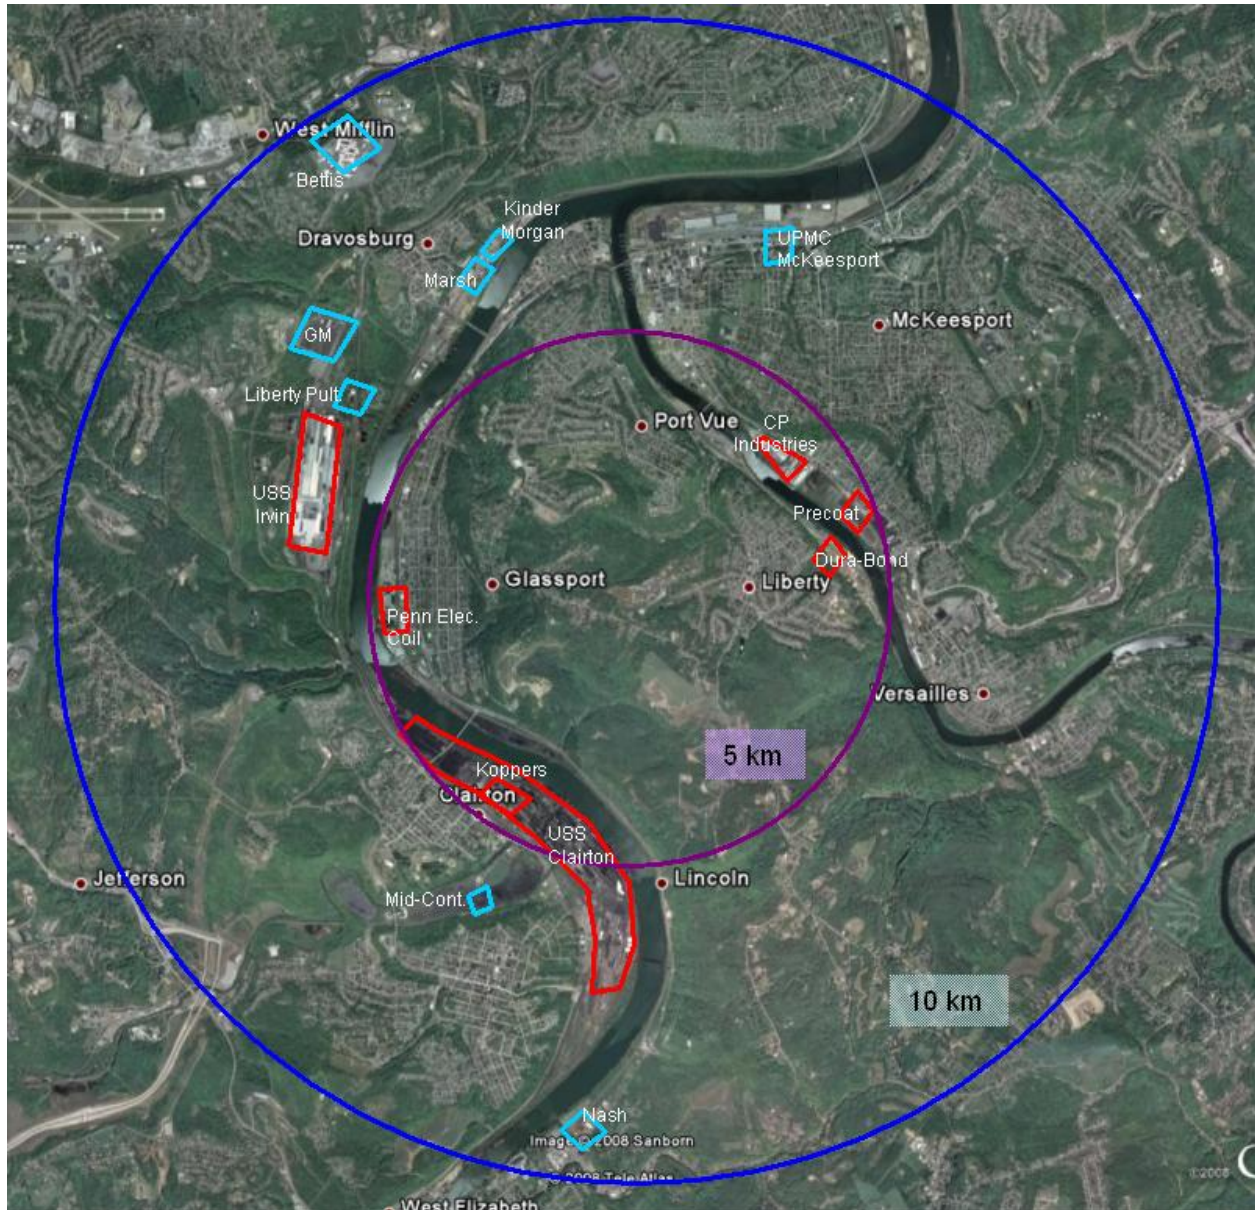 West Mifflin
Bettis
Kinder
Morgan
Dravosburg
Marsh
UPMC
McKeesport
McKeesport
GM
Liberty Pult.
Port Vue
CP
Industries
USS
Irvin
Precoat
Dura-Bond
Glassport
Liberty
Penn Elec.
Coil
Versailles
5 km
Koppers
Clairton
USS
Clairton
Jefferson
Lincoln
Mid-Cont.
10 km
Nash
Image © 2008 Sanborn
© 2008 Tele Atlas
©2008
West Elizabeth